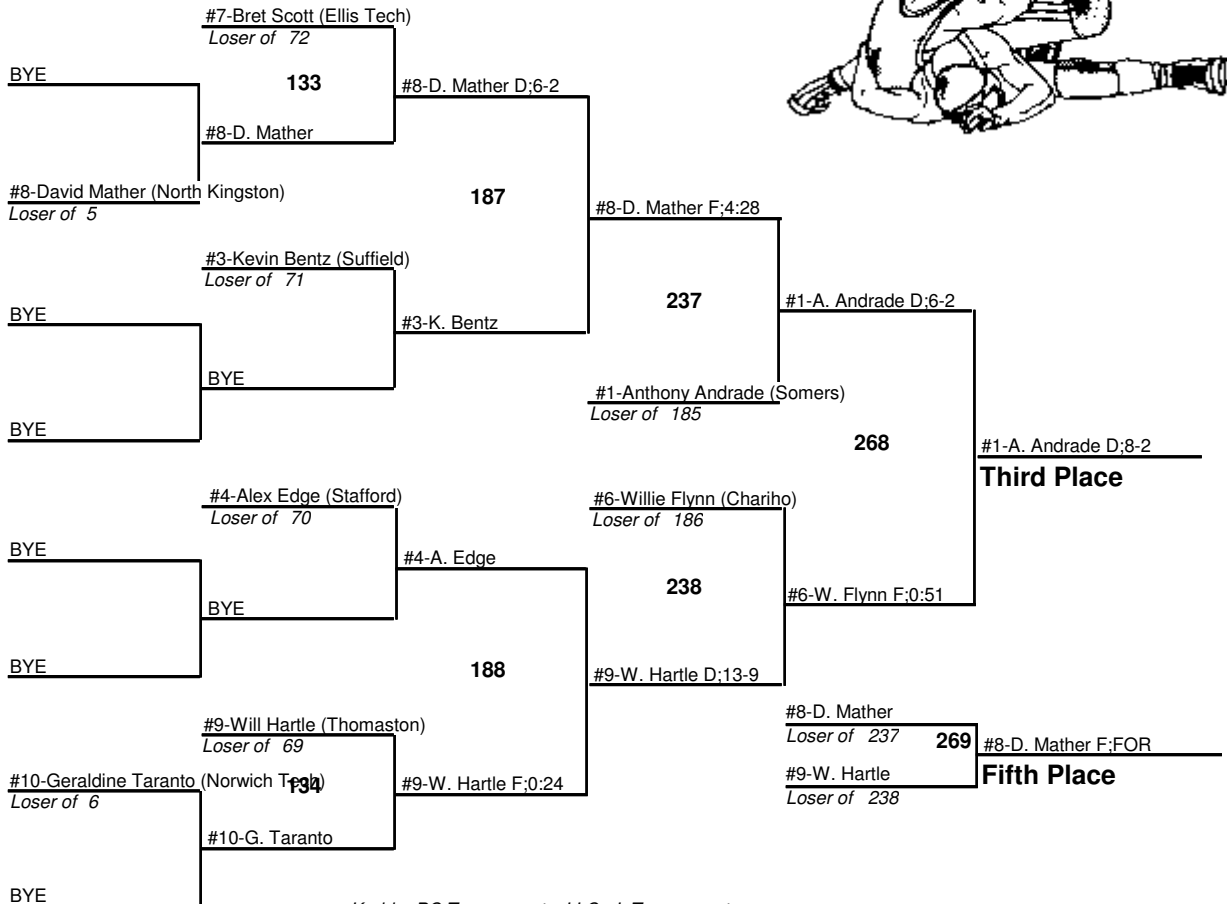 #7-Bret Scott (Ellis Tech)
Loser of 72
BYE
133
#8-D. Mather D;6-2
#8-D. Mather
#8-David Mather (North Kingston)
Loser of 5
187
#8-D. Mather F;4:28
#3-Kevin Bentz (Suffield)
Loser of 71
237
#1-A. Andrade D;6-2
BYE
#3-K. Bentz
BYE
#1-Anthony Andrade (Somers)
Loser of 185
BYE
268
#1-A. Andrade D;8-2
Third Place
#4-Alex Edge (Stafford)
Loser of 70
#6-Willie Flynn (Chariho)
Loser of 186
BYE
#4-A. Edge
238
#6-W. Flynn F;0:51
BYE
BYE
188
#9-W. Hartle D;13-9
#8-D. Mather
Loser of 237
#9-Will Hartle (Thomaston)
Loser of 69
269
#8-D. Mather F;FOR
Fifth Place
#9-W. Hartle
Loser of 238
#10-Geraldine Taranto (Norwich Tech)
Loser of 6
134
#9-W. Hartle F;0:24
#10-G. Taranto
BYE